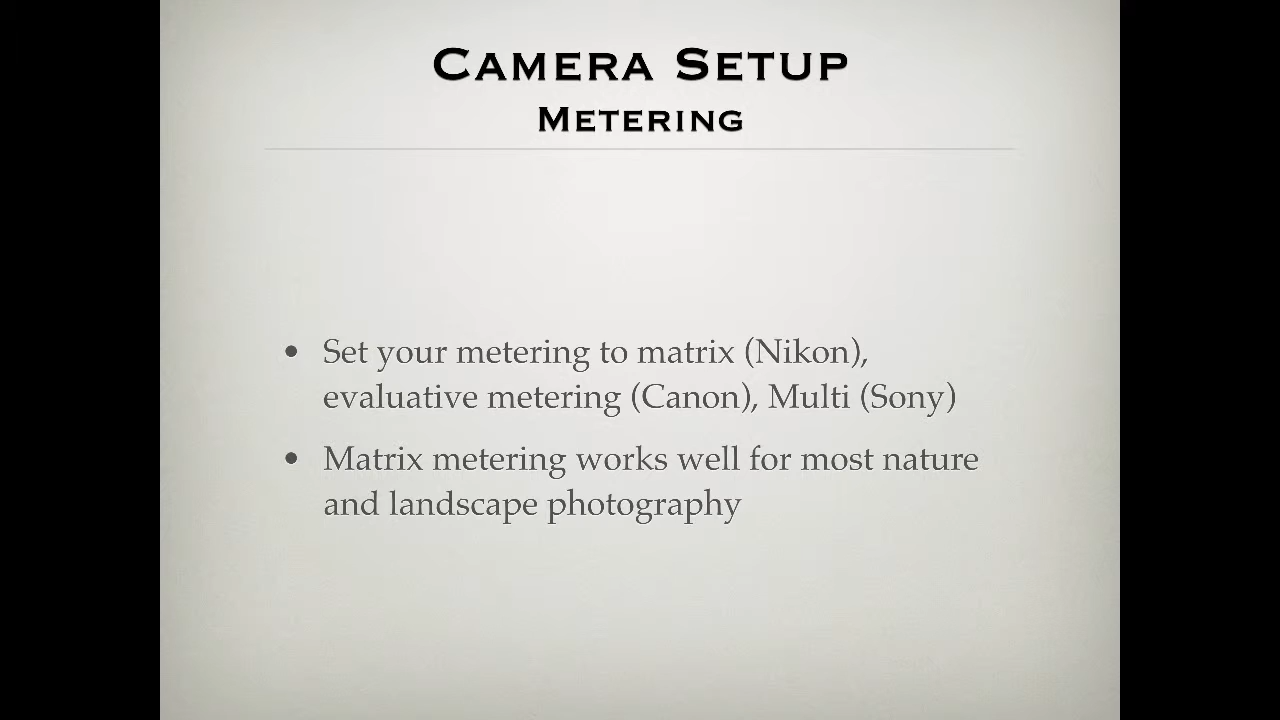 Camera Setup
Metering
• Set your metering to matrix (Nikon),
evaluative metering (Canon), Multi (Sony)
• Matrix metering works well for most nature
and landscape photography